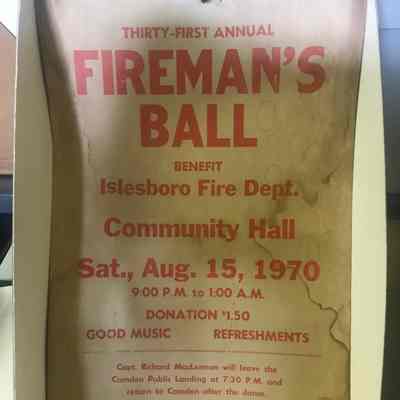 THIRTY-FIRST ANNUAL
FIREMAN'S
BALL
BENEFIT
Islesboro Fire Dept.
Community Hall
Sat., Aug. 15, 1970
9:00 P.M. to 1:00 A.M.
DONATION $1.50
GOOD MUSIC REFRESHMENTS
Capt. Richard MacLennan will leave the
Camden Public Landing at 7:30 P.M. and
return to Camden after the dance.